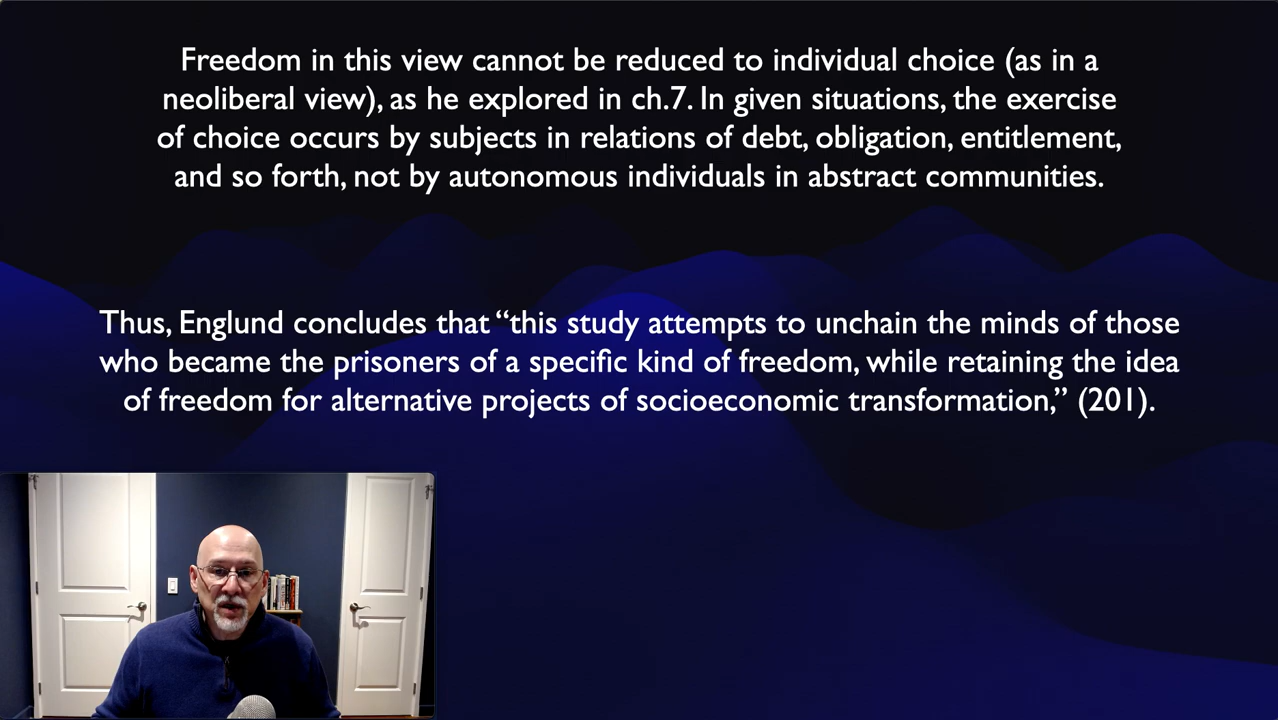 Freedom in this view cannot be reduced to individual choice (as in a
neoliberal view), as he explored in ch.7. In given situations, the exercise
of choice occurs by subjects in relations of debt, obligation, entitlement,
and so forth, not by autonomous individuals in abstract communities.
Thus, Englund concludes that “this study attempts to unchain the minds of those
who became the prisoners of a specific kind of freedom, while retaining the idea
of freedom for alternative projects of socioeconomic transformation,” (201).